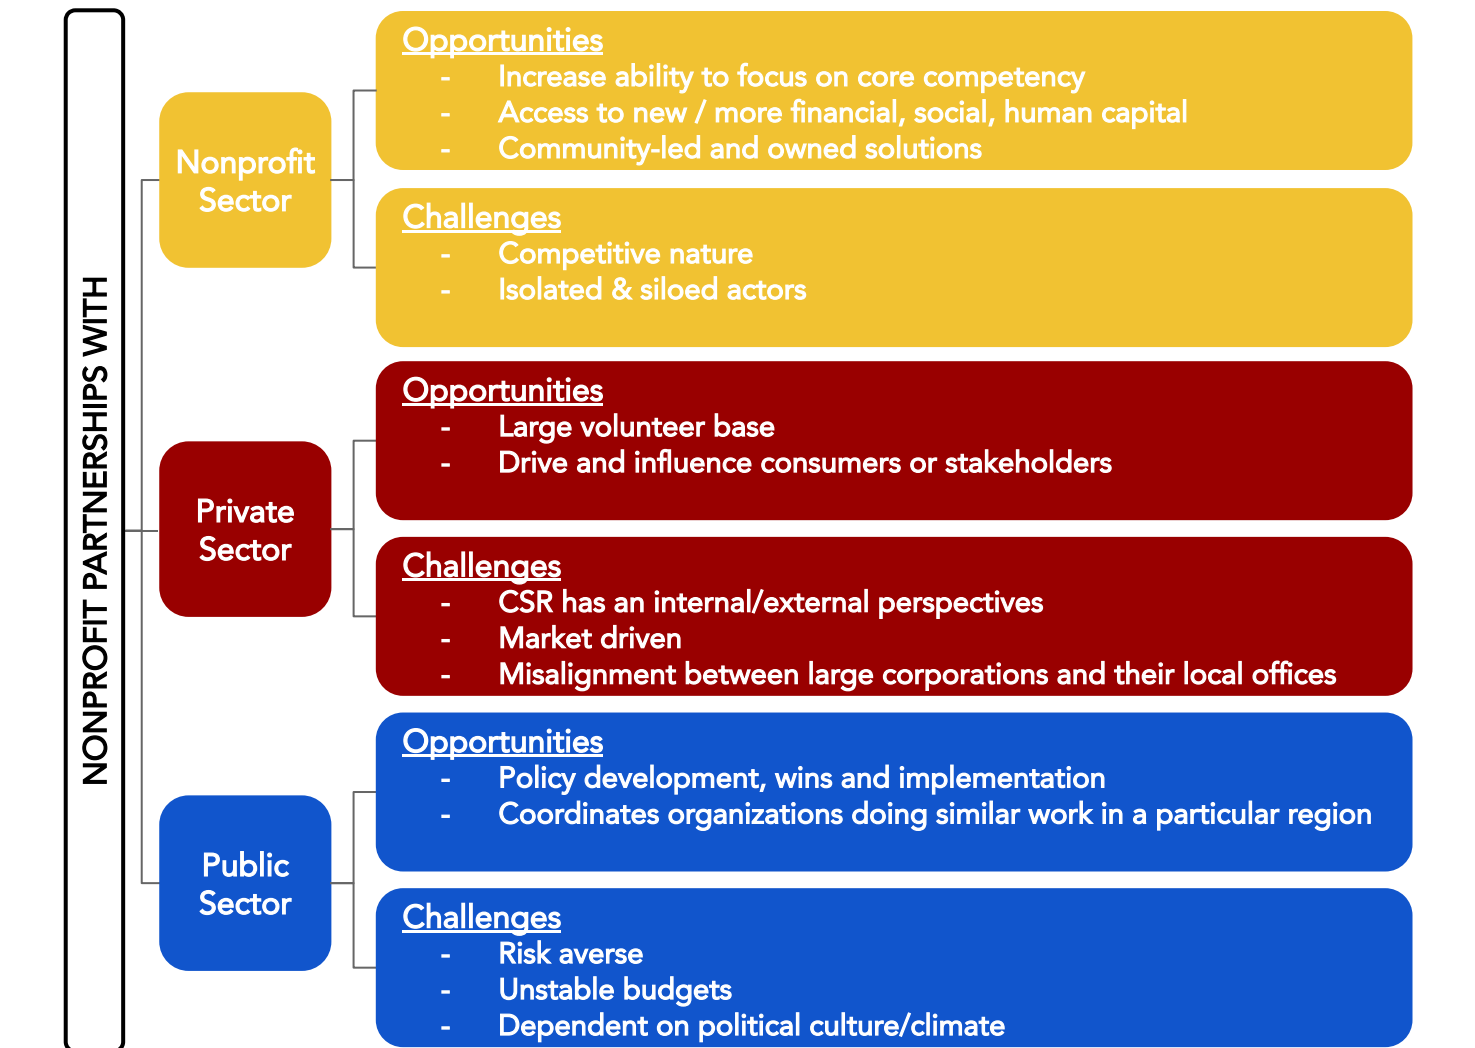 NONPROFIT PARTNERSHIPS WITH
Nonprofit
Sector
Opportunities
- Increase ability to focus on core competency
- Access to new / more financial, social, human capital
- Community-led and owned solutions
Challenges
- Competitive nature
- Isolated & siloed actors
Private
Sector
Opportunities
- Large volunteer base
- Drive and influence consumers or stakeholders
Challenges
- CSR has an internal/external perspectives
- Market driven
- Misalignment between large corporations and their local offices
Public
Sector
Opportunities
- Policy development, wins and implementation
- Coordinates organizations doing similar work in a particular region
Challenges
- Risk averse
- Unstable budgets
- Dependent on political culture/climate